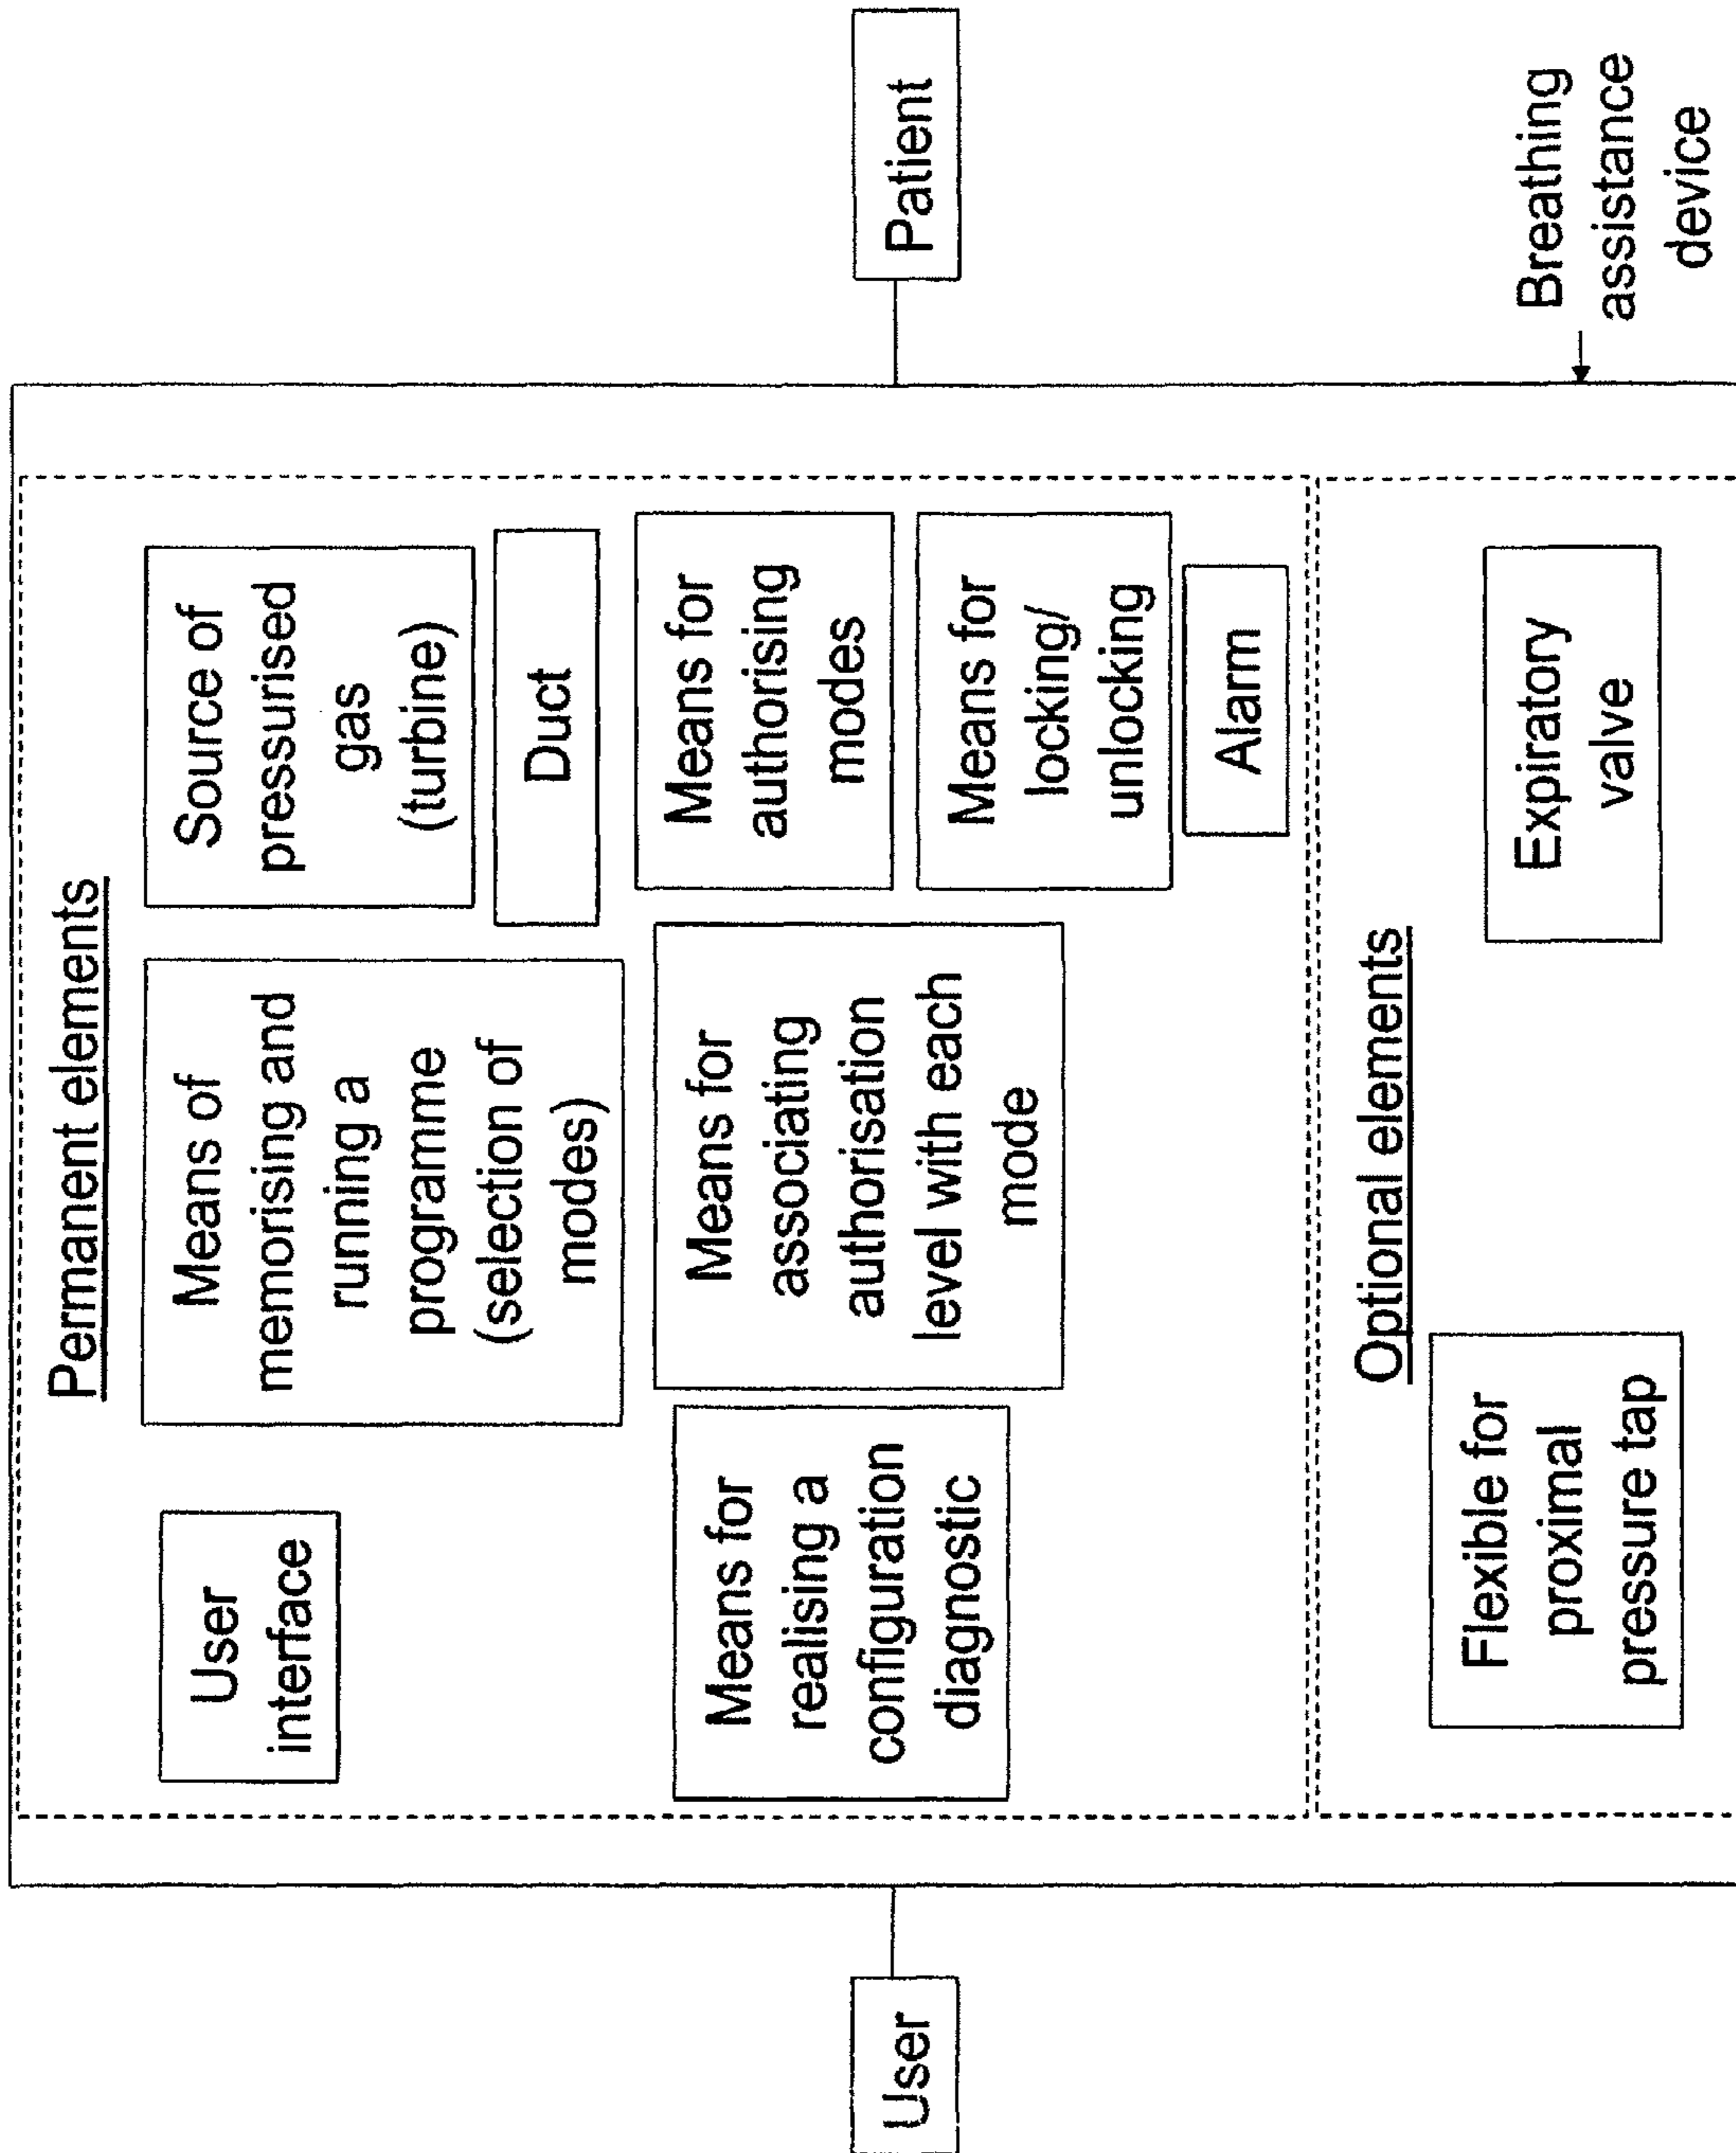 Permanent elements
User
interface
Means of
memorising and
running a
programme
(selection of
modes)
Source of
pressurised
gas
(turbine)
Duct
Means for
realising a
configuration
diagnostic
Means for
associating
authorisation
level with each
mode
Means for
authorising
modes
Means for
locking/
unlocking
Alarm
User
Patient
Optional elements
Flexible for
proximal
pressure tap
Expiratory
valve
Breathing
assistance
device